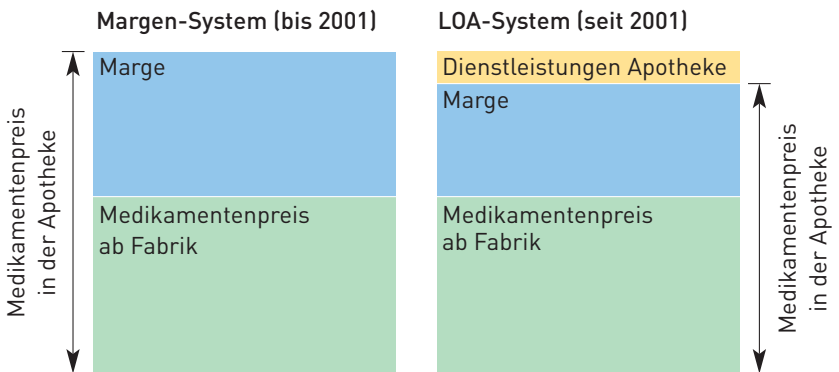 Margen-System (bis 2001)
LOA-System (seit 2001)
Medikamentenpreis
in der Apotheke
Marge
Medikamentenpreis
ab Fabrik
Dienstleistungen Apotheke
Marge
Medikamentenpreis
ab Fabrik
Medikamentenpreis
in der Apotheke